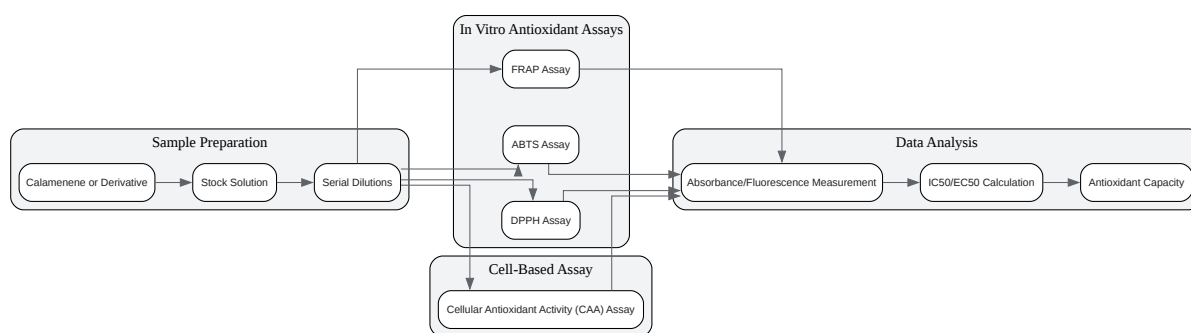 In Vitro Antioxidant Assays
FRAP Assay
ABTS Assay
DPPH Assay
Sample Preparation
Calamenene or Derivative
Stock Solution
Serial Dilutions
Cell-Based Assay
Cellular Antioxidant Activity (CAA) Assay
Data Analysis
Absorbance/Fluorescence Measurement
IC50/EC50 Calculation
Antioxidant Capacity